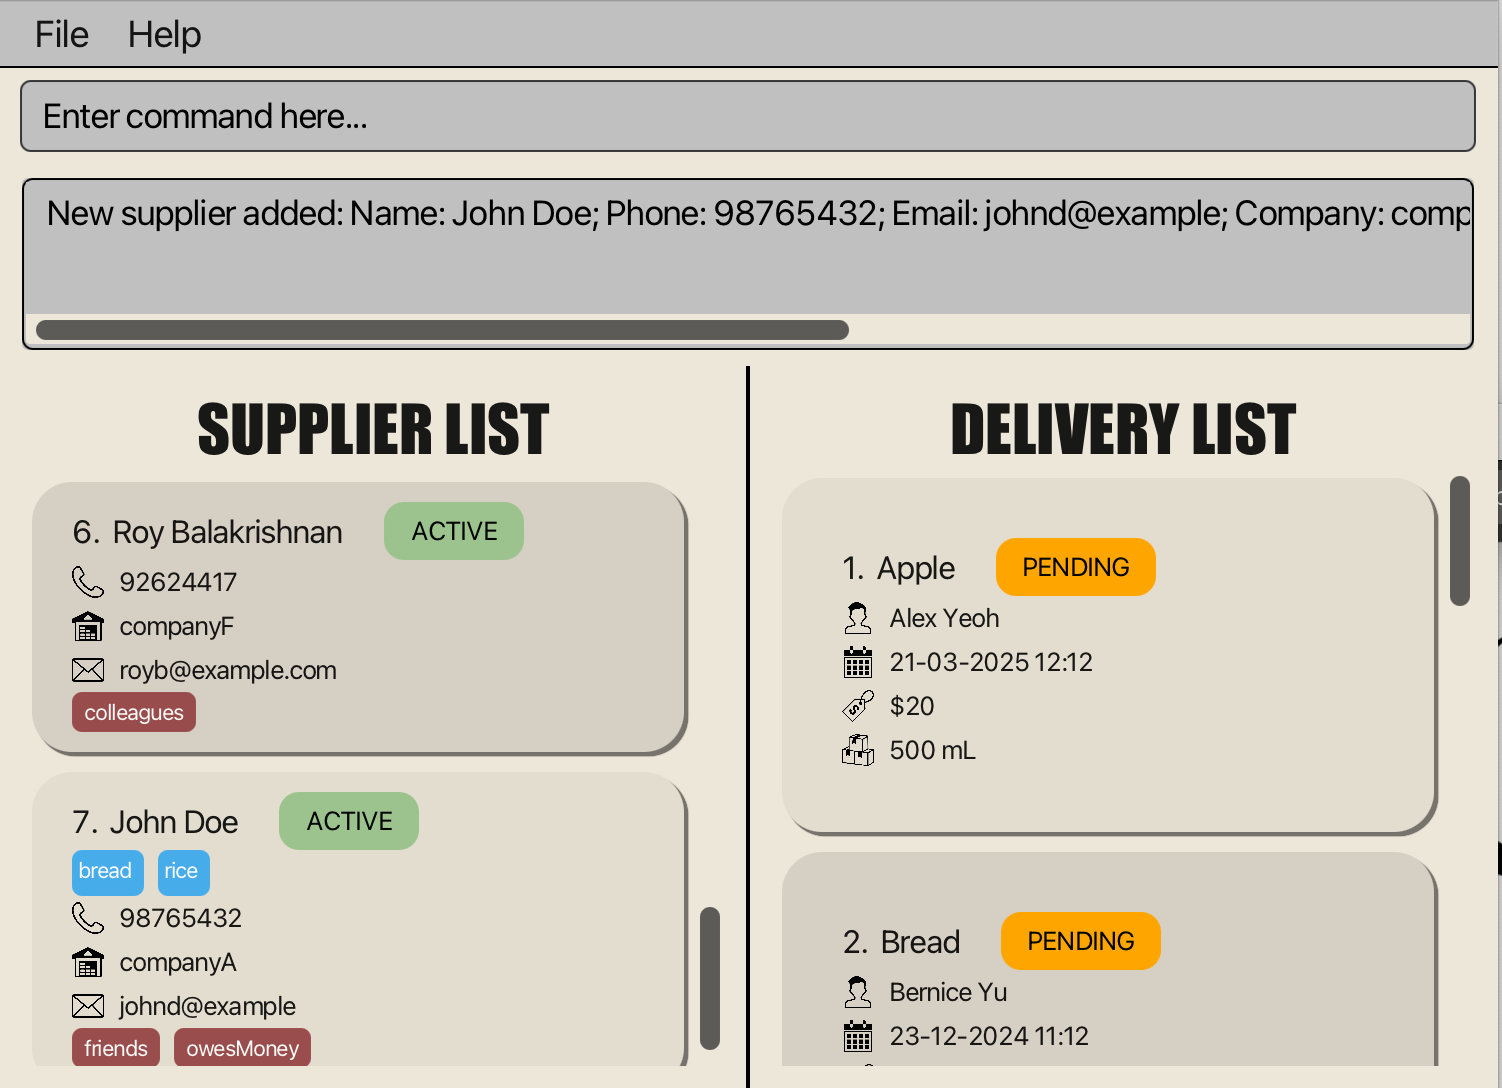 File Help
Enter command here...
New supplier added: Name: John Doe; Phone: 98765432; Email: johnd@example; Company: comp
SUPPLIER LIST
6. Roy Balakrishnan ACTIVE
92624417
companyF
royb@example.com
colleagues
7. John Doe ACTIVE
bread rice
98765432
companyA
johnd@example
friends owesMoney
DELIVERY LIST
1. Apple PENDING
Alex Yeoh
21-03-2025 12:12
$20
500 mL
2. Bread PENDING
Bernice Yu
23-12-2024 11:12